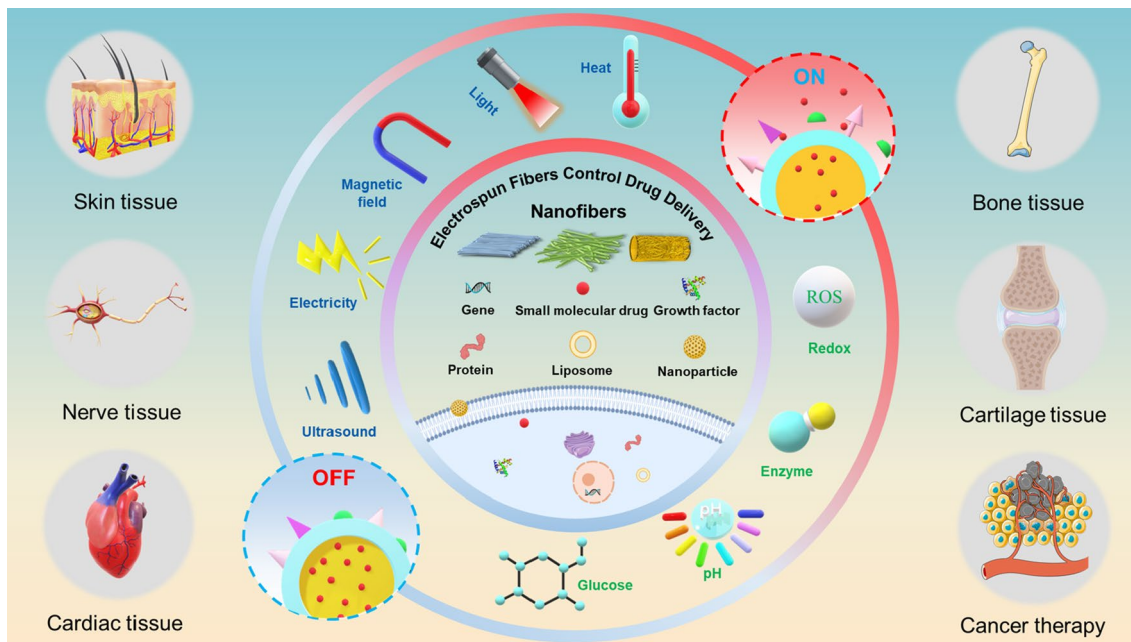 Skin tissue
Nerve tissue
Cardiac tissue
Heat
Light
Magnetic
field
Electricity
Ultrasound
OFF
ON
Electrospun Fibers Control Drug Delivery
Nanofibers
Gene
Small molecular drug
Growth factor
Protein
Liposome
Nanoparticle
ROS
Redox
Enzyme
pH
pH
Glucose
Bone tissue
Cartilage tissue
Cancer therapy